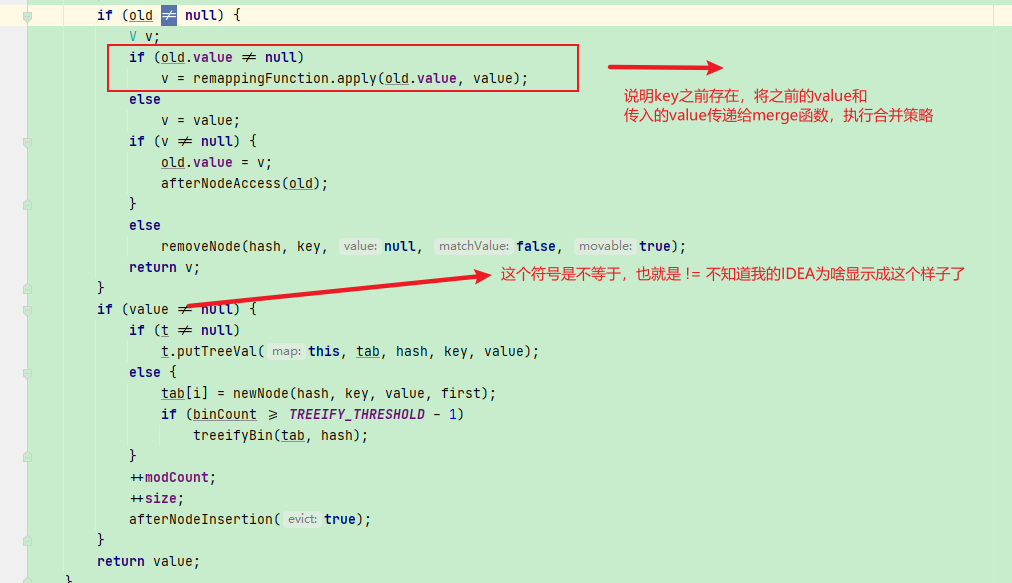 if (old ≠ null) {
V v;
if (old.value ≠ null)
v = remappingFunction.apply(old.value, value);
else
说明key之前存在，将之前的value和
传入的value传递给merge函数，执行合并策略
v = value;
if (v ≠ null) {
old.value = v;
afterNodeAccess(old);
}
else
removeNode(hash, key, value: null, matchValue: false, movable: true);
return v;
这个符号是不等于，也就是 != 不知道我的IDEA为啥显示成这个样子了
}
if (value ≠ null) {
if (t ≠ null)
t.putTreeVal( map: this, tab, hash, key, value);
else {
tab[i] = newNode(hash, key, value, first);
if (binCount ⩾ TREEIFY_THRESHOLD - 1)
treeifyBin(tab, hash);
}
++modCount;
++size;
afterNodeInsertion( evict: true);
}
return value;
}